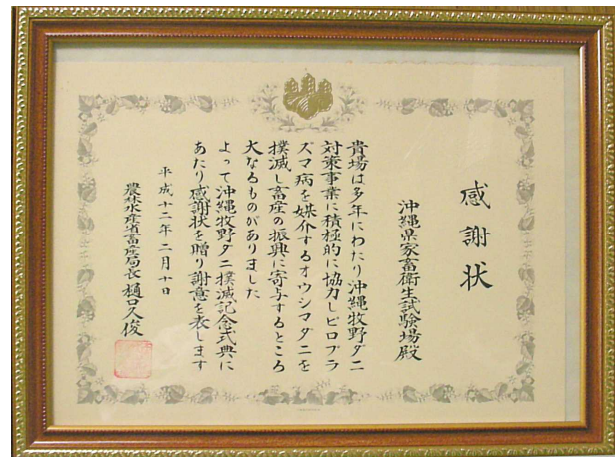 感謝状
沖縄県家畜衛生試験場殿
貴場は多年にわたり沖縄牧野ダニ
対策事業に積極的に協力しピロプラ
ズマ病を媒介するオウシマダニを
撲滅し畜産の振興に寄与するところ
大なるものがありました
よって沖縄牧野ダニ撲滅記念式典に
あたり感謝状を贈り謝意を表します
平成十二年二月十日
農林水産省畜産局長樋口久俊